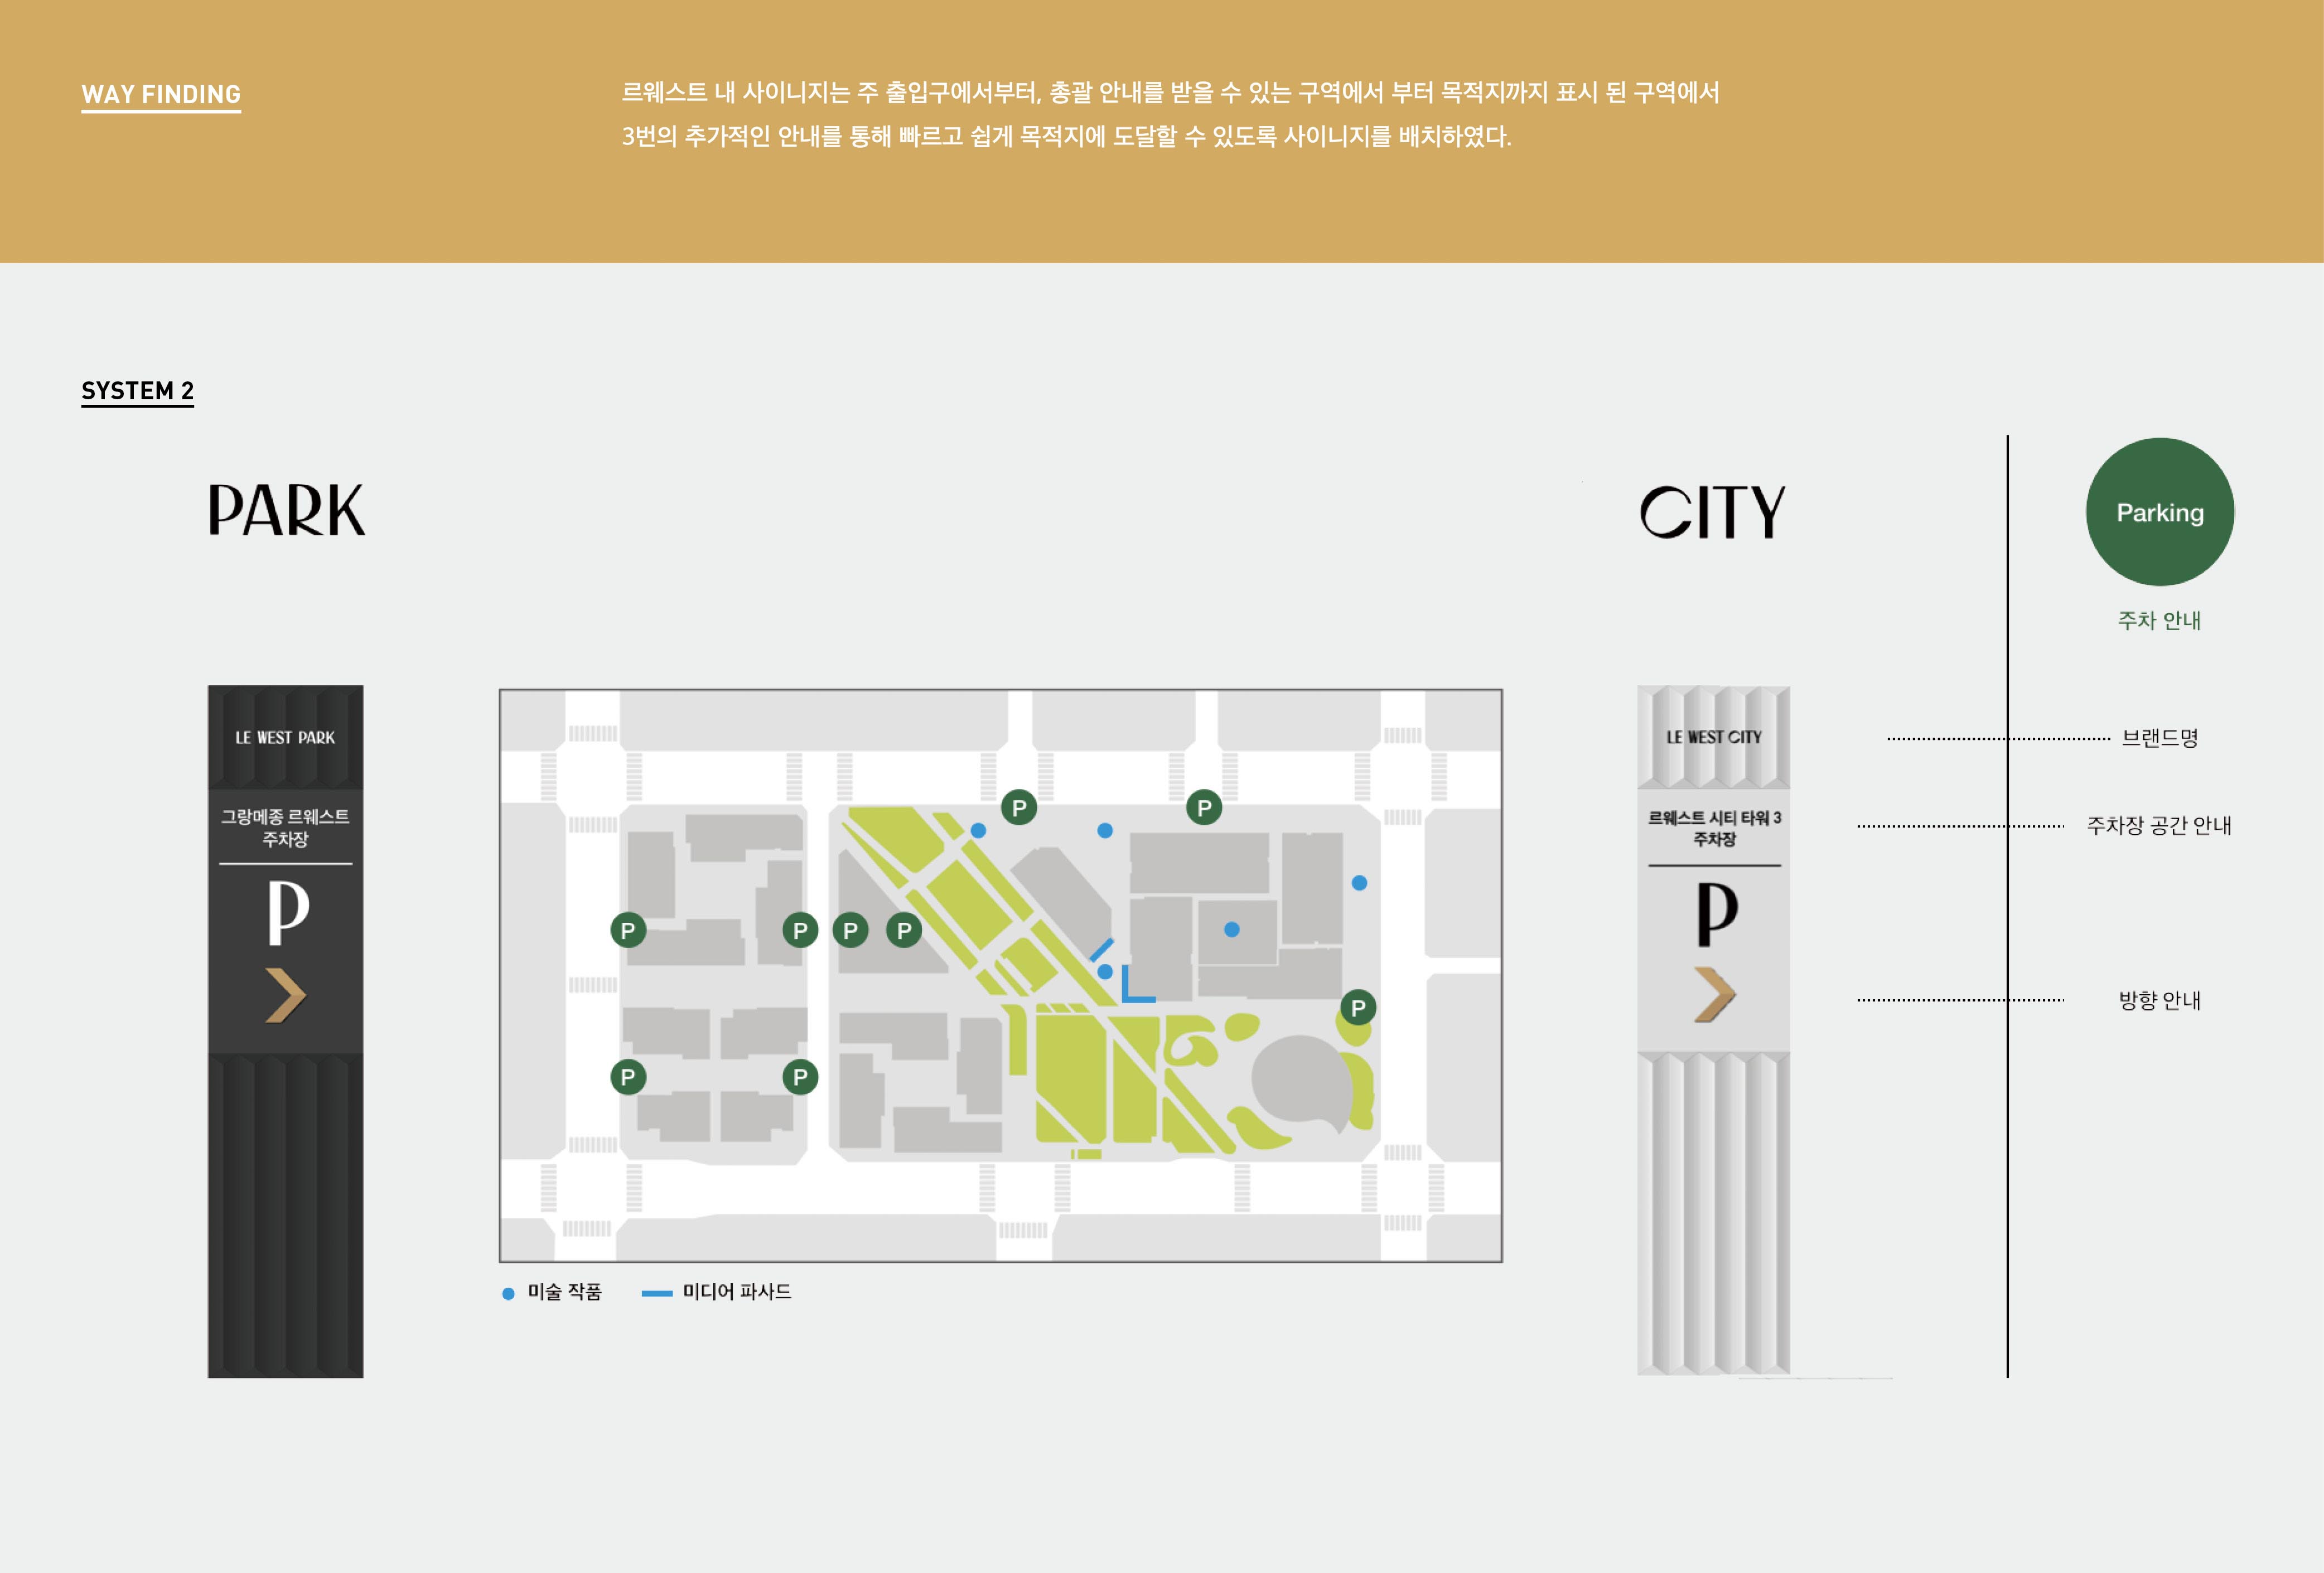 WAY FINDING
르웨스트 내 사이니지는 주 출입구에서부터, 총괄 안내를 받을 수 있는 구역에서 부터 목적지까지 표시 된 구역에서
3번의 추가적인 안내를 통해 빠르고 쉽게 목적지에 도달할 수 있도록 사이니지를 배치하였다.
SYSTEM 2
PARK
CITY
Parking
주차 안내
LE WEST PARK
그랑메종 르웨스트
주차장
P
P
P
P
P
P
P
P
P
P
미술 작품
미디어 파사드
LE WEST CITY
르웨스트 시티 타워 3
주차장
P
브랜드명
주차장 공간 안내
방향 안내